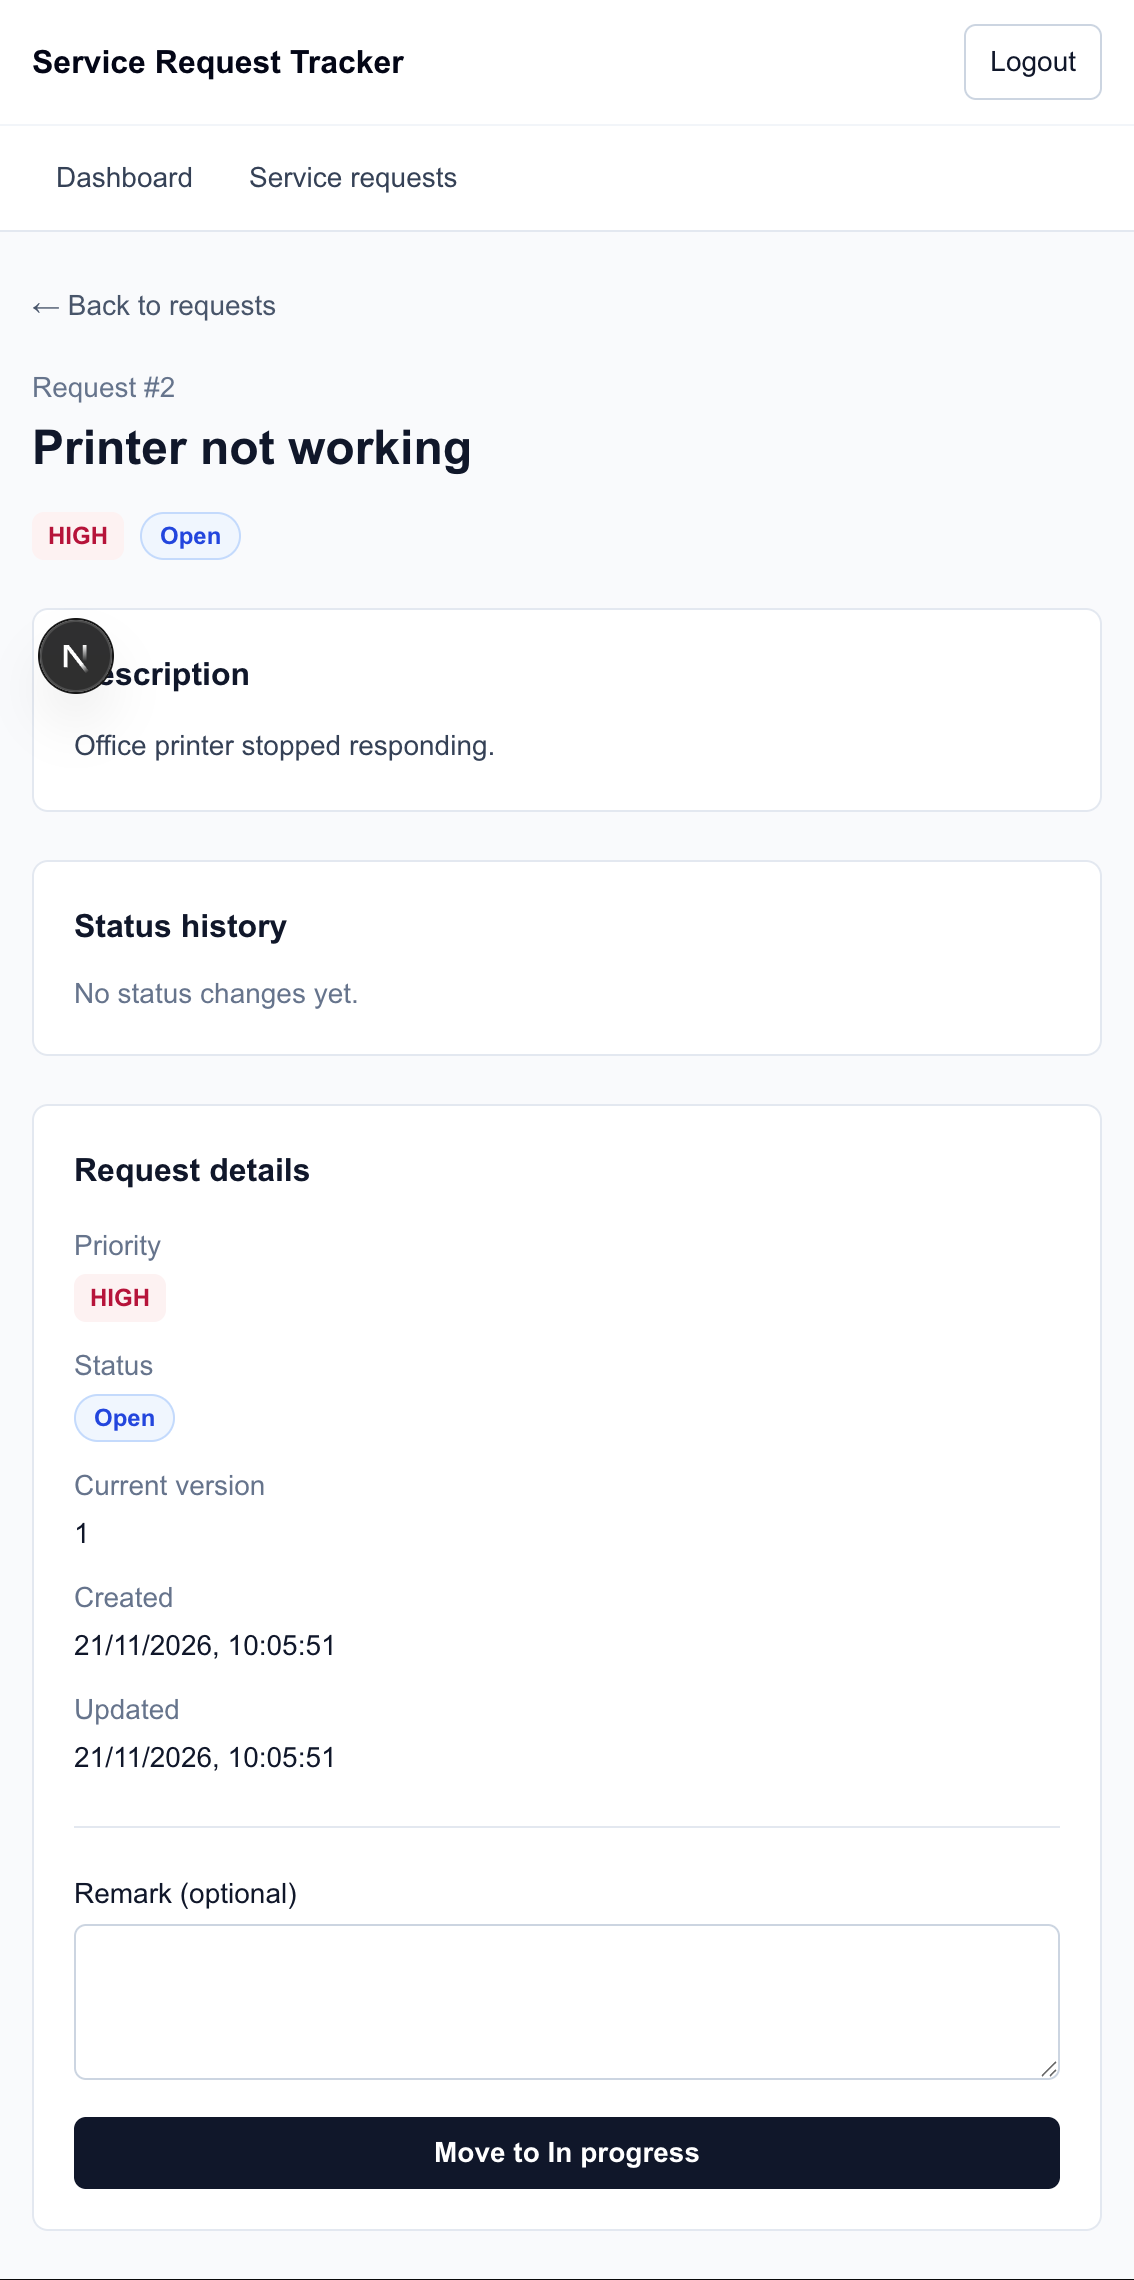 Service Request Tracker
Logout
Dashboard
Service requests
← Back to requests
Request #2
Printer not working
HIGH
Open
N
escription
Office printer stopped responding.
Status history
No status changes yet.
Request details
Priority
HIGH
Status
Open
Current version
1
Created
21/11/2026, 10:05:51
Updated
21/11/2026, 10:05:51
Remark (optional)
Move to In progress